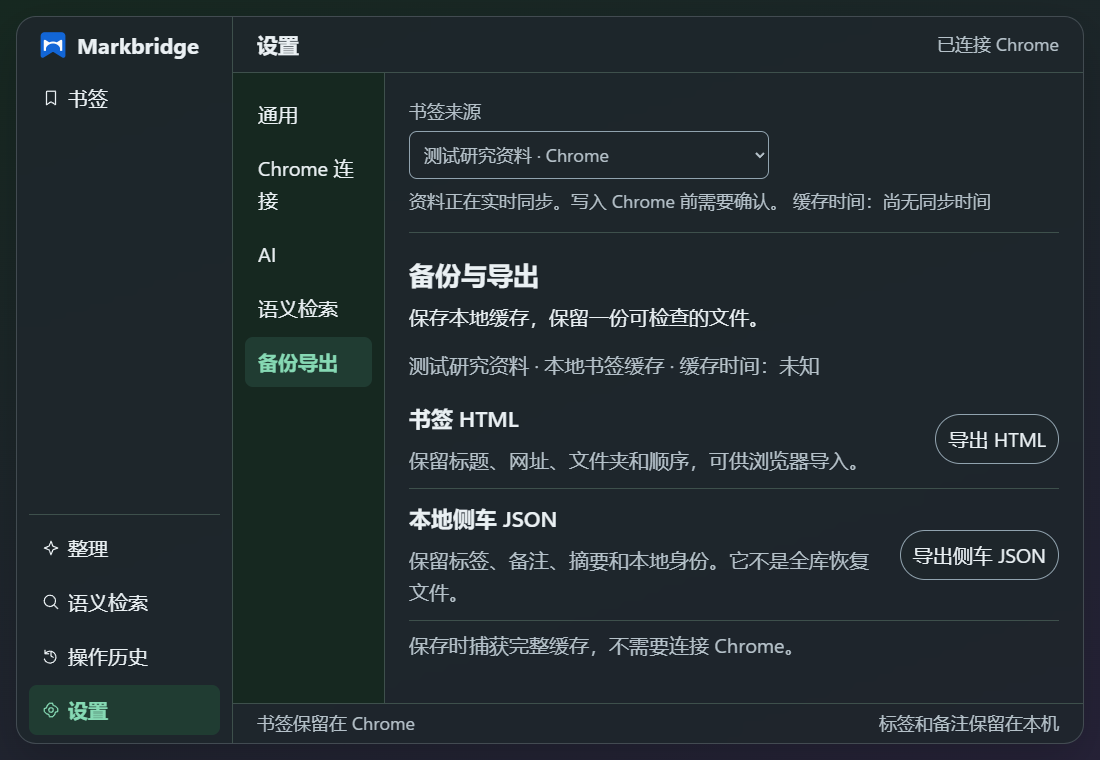 Markbridge
书签
整理
语义检索
操作历史
设置
设置
已连接 Chrome
通用
Chrome 连
接
AI
语义检索
备份导出
书签来源
测试研究资料 · Chrome
资料正在实时同步。写入 Chrome 前需要确认。 缓存时间：尚无同步时间
备份与导出
保存本地缓存，保留一份可检查的文件。
测试研究资料 · 本地书签缓存 · 缓存时间：未知
书签 HTML
保留标题、网址、文件夹和顺序，可供浏览器导入。
导出 HTML
本地侧车 JSON
保留标签、备注、摘要和本地身份。它不是全库恢复
文件。
导出侧车 JSON
保存时捕获完整缓存，不需要连接 Chrome。
书签保留在 Chrome
标签和备注保留在本机